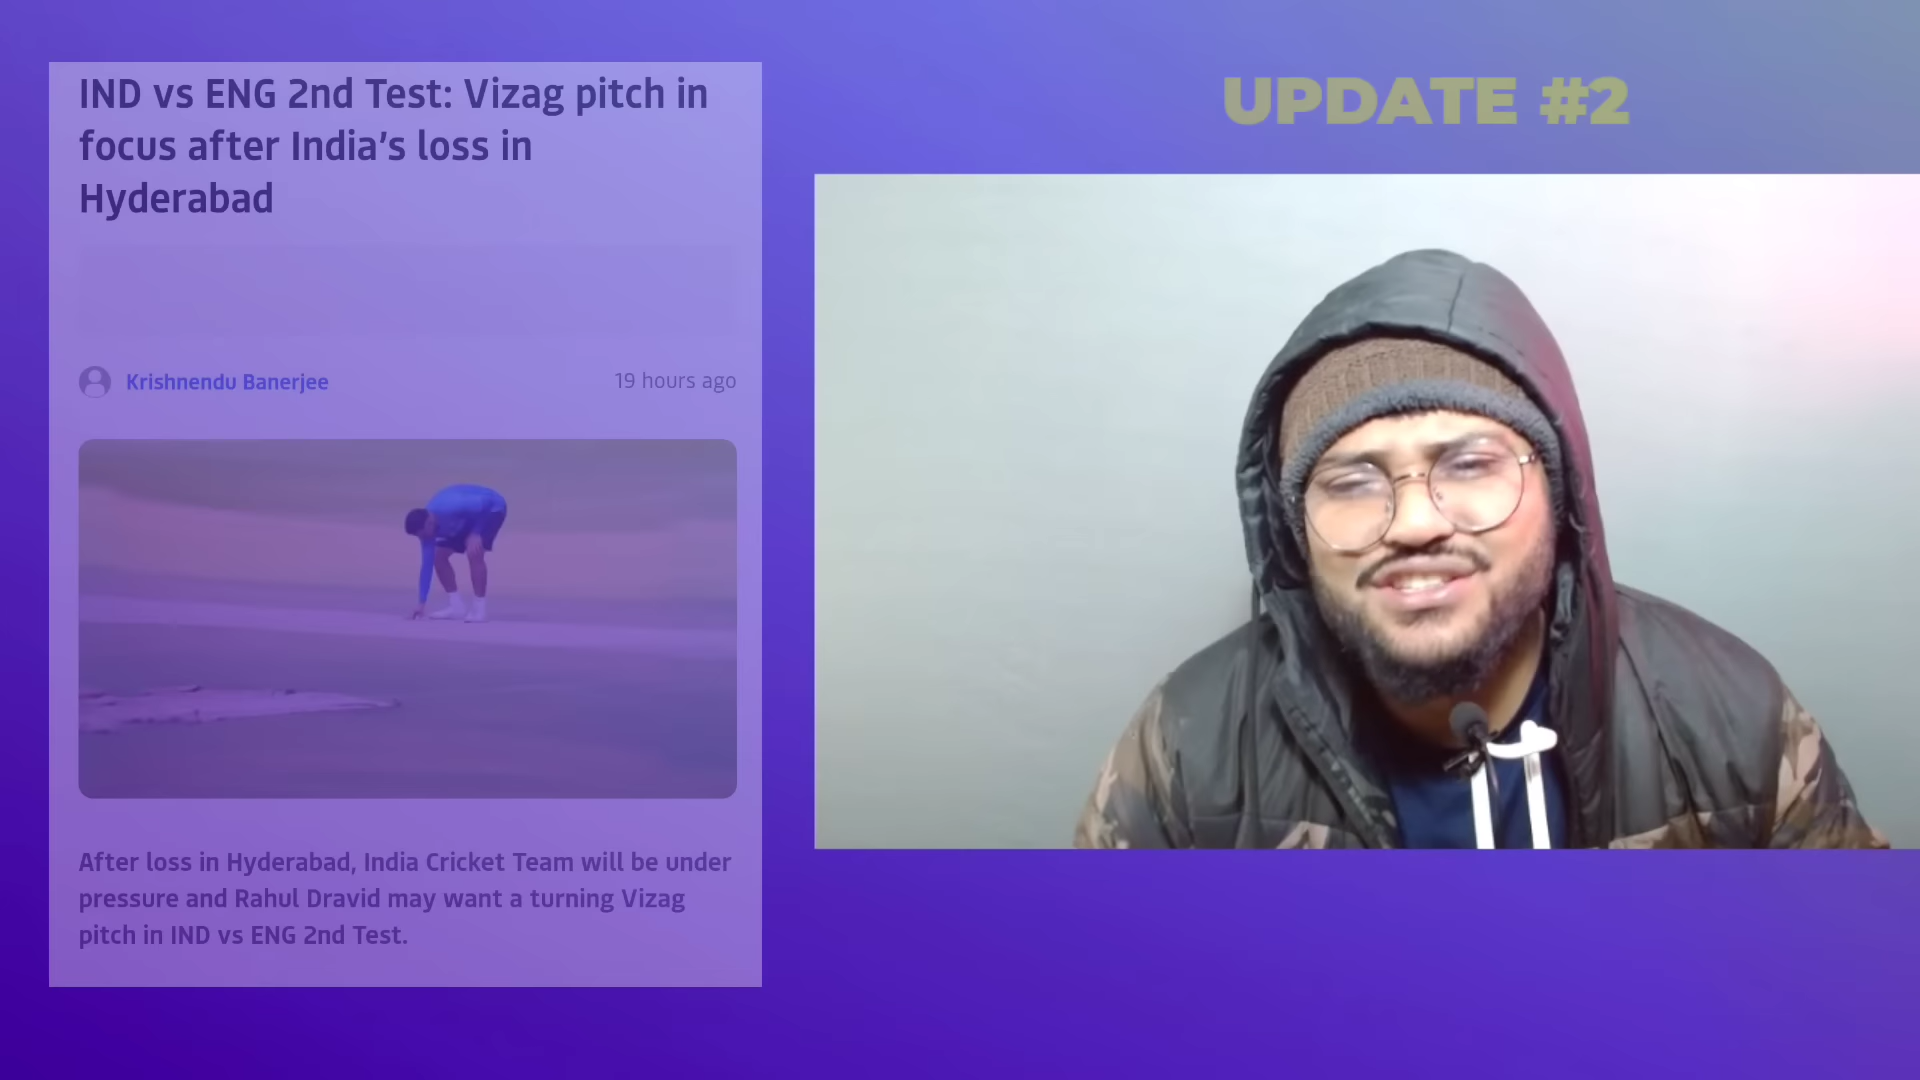 IND vs ENG 2nd Test: Vizag pitch in
focus after India’s loss in
Hyderabad
Krishnendu Banerjee
19 hours ago
After loss in Hyderabad, India Cricket Team will be under
pressure and Rahul Dravid may want a turning Vizag
pitch in IND vs ENG 2nd Test.
UPDATE #2